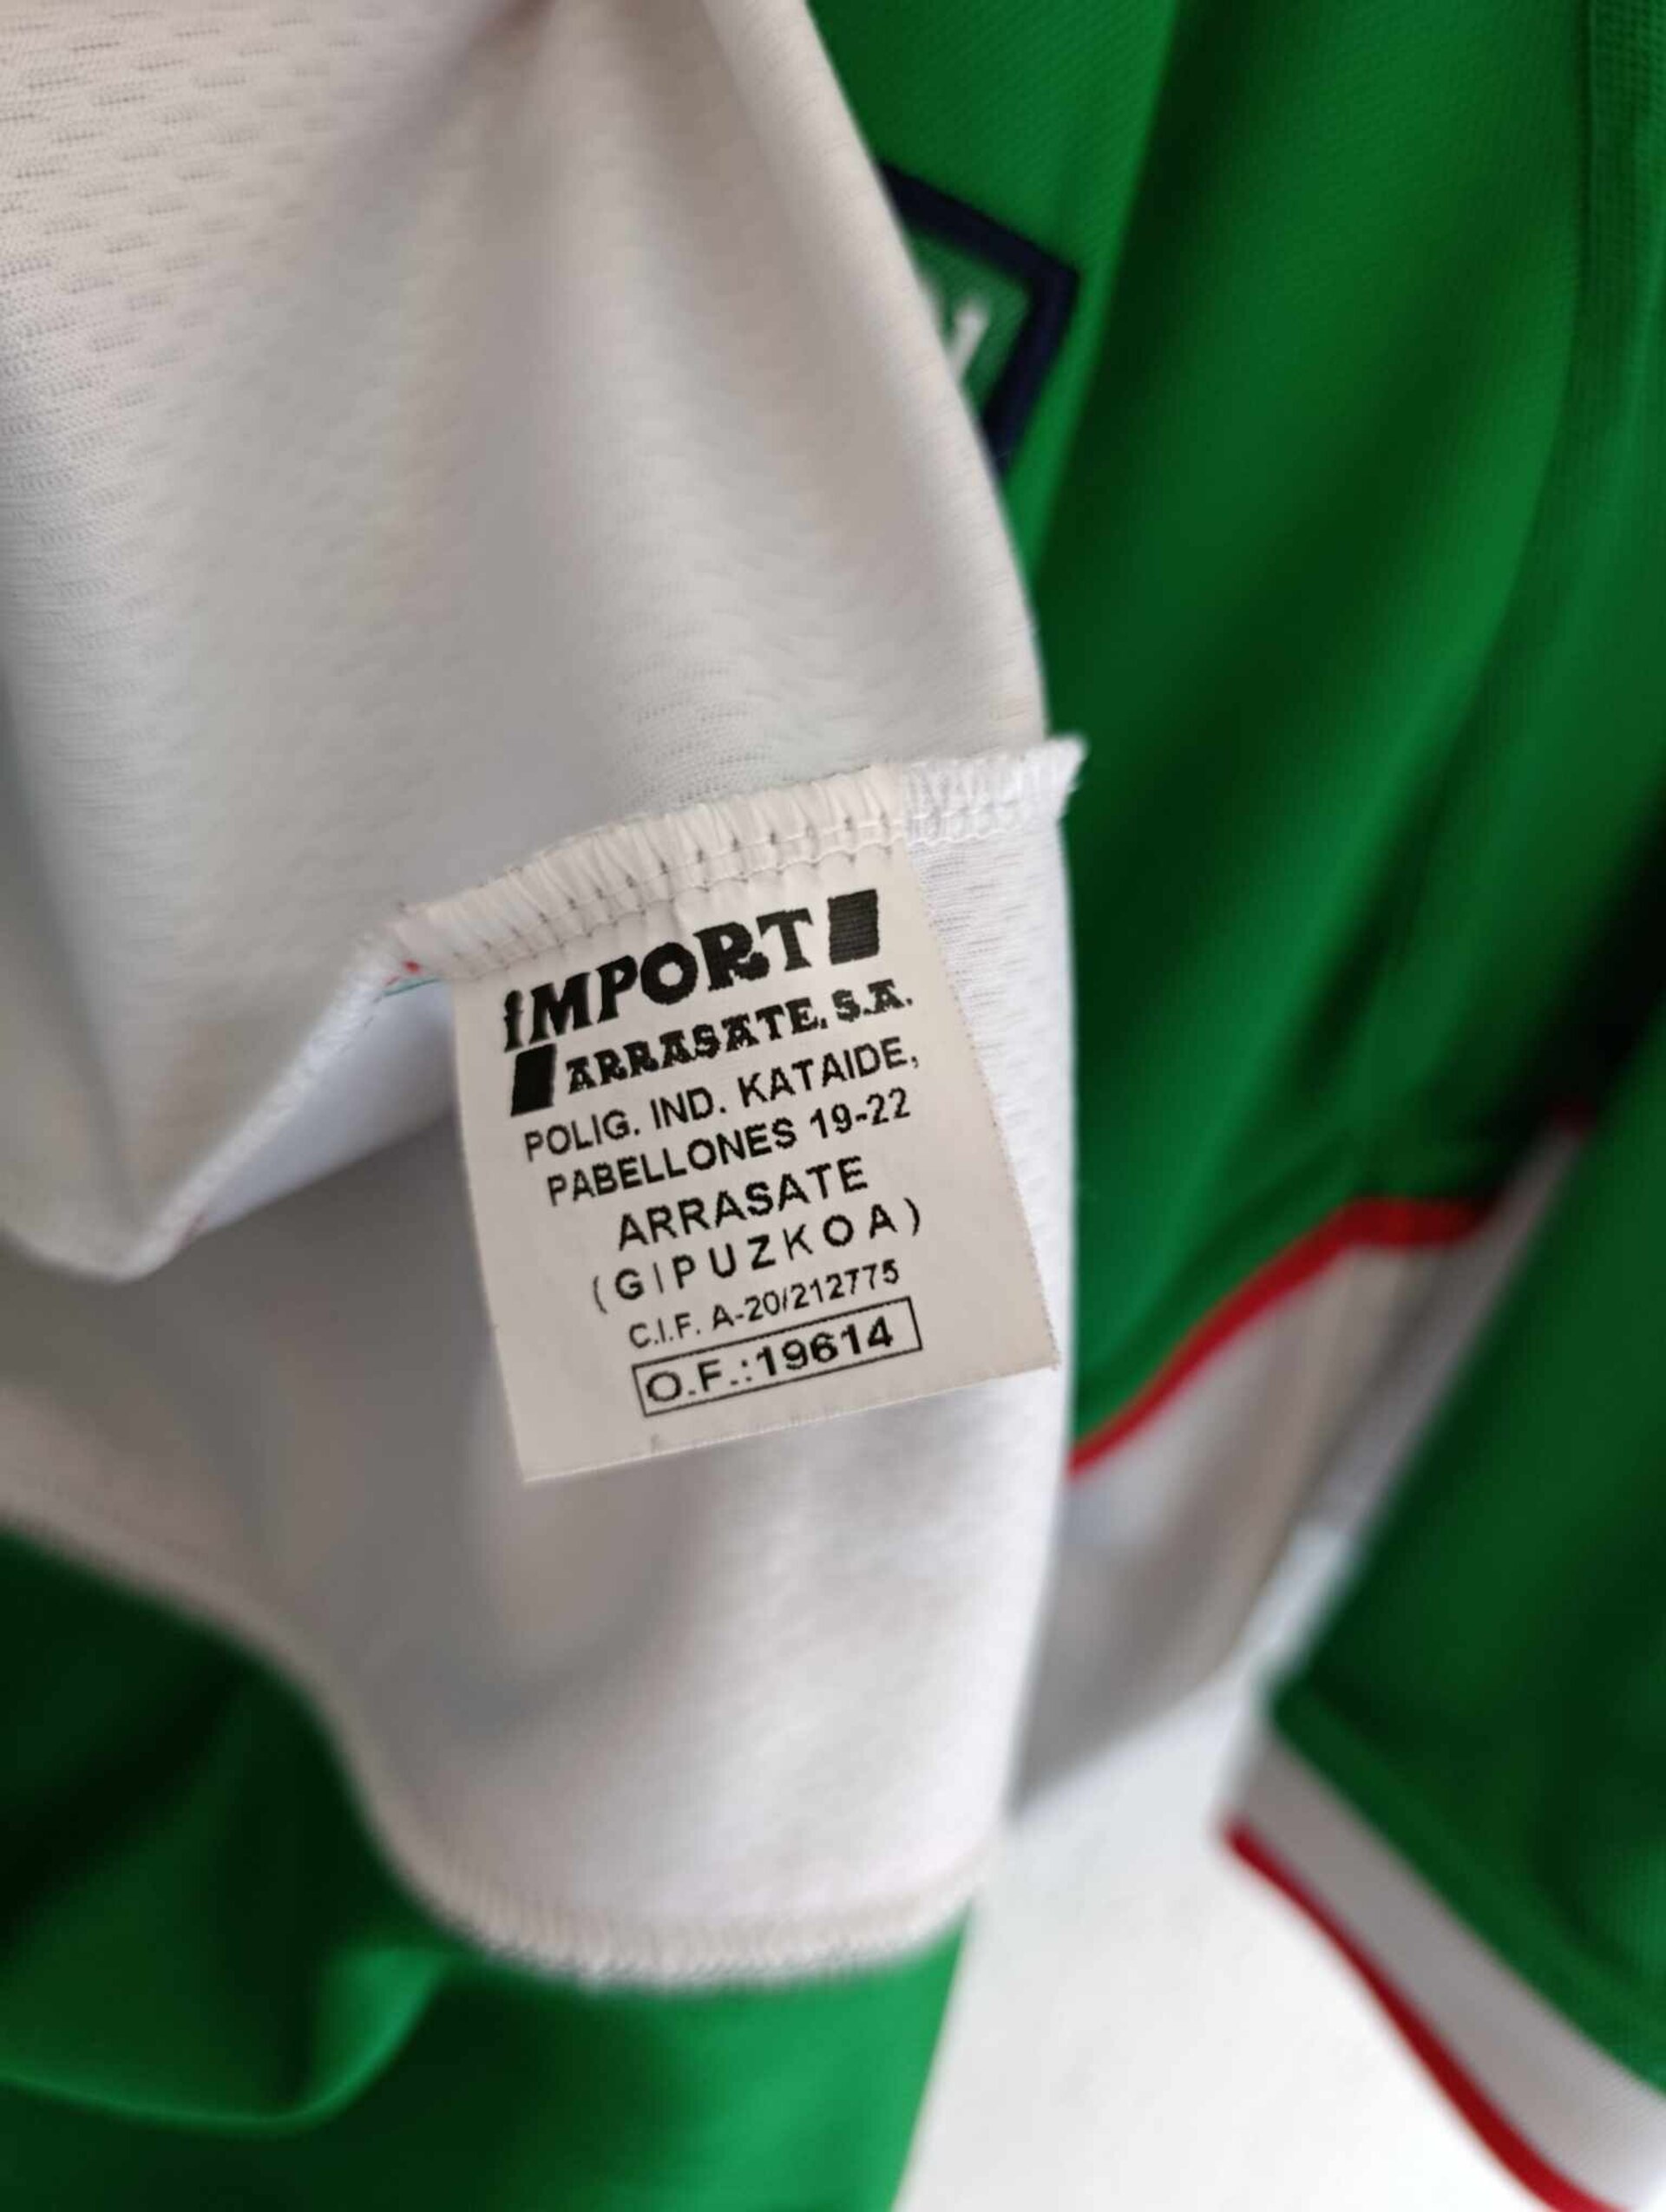 IMPORT
ARRASATE, S.A.
POLIG. IND. KATAIDE,
PABELLONES 19-22
ARRASATE
(GIPUZKOA)
C.I.F. A-20/212775
O.F.:19614